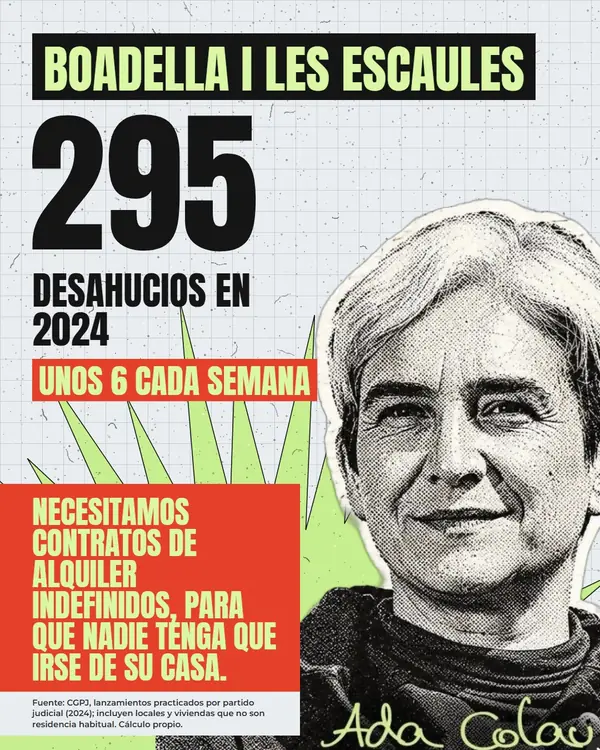 BOADELLA I LES ESCAULES
295
DESAHUCIOS EN
2024
UNOS 6 CADA SEMANA
NECESITAMOS
CONTRATOS DE
ALQUILER
INDEFINIDOS, PARA
QUE NADIE TENGA QUE
IRSE DE SU CASA.
Fuente: CGPJ, lanzamientos practicados por partido
judicial (2024); incluyen locales y viviendas que no son
residencia habitual. Cálculo propio.
Ada Colau